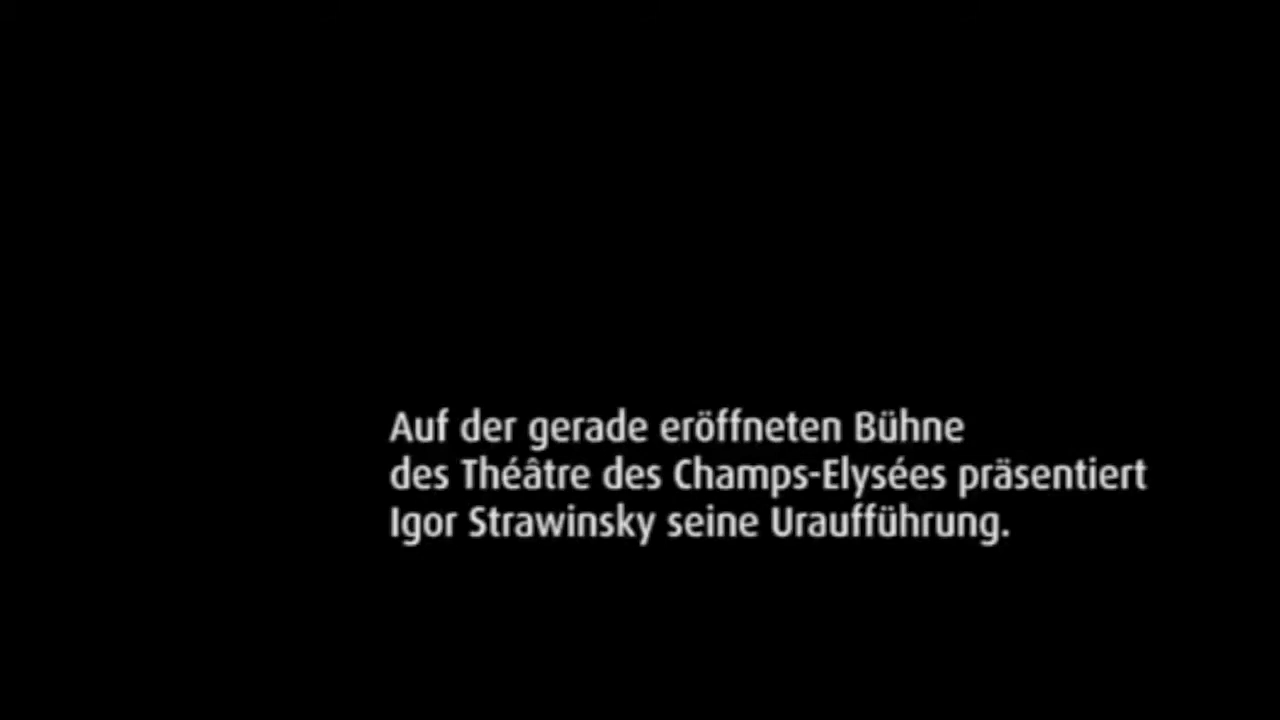 Auf der gerade eröffneten Bühne
des Théâtre des Champs-Elysées präsentiert
Igor Strawinsky seine Uraufführung.